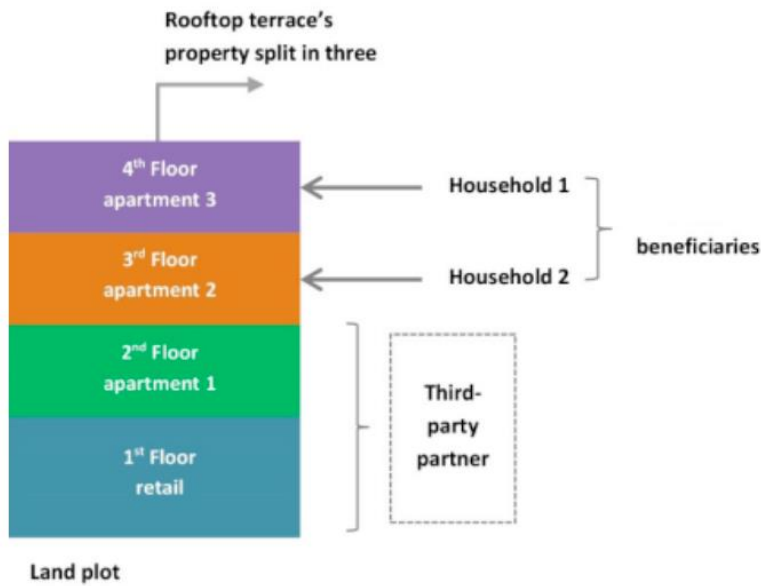 Rooftop terrace's
property split in three
4th Floor
apartment 3
Household 1
3rd Floor
apartment 2
Household 2
beneficiaries
2nd Floor
apartment 1
1st Floor
retail
Third-
party
partner
Land plot